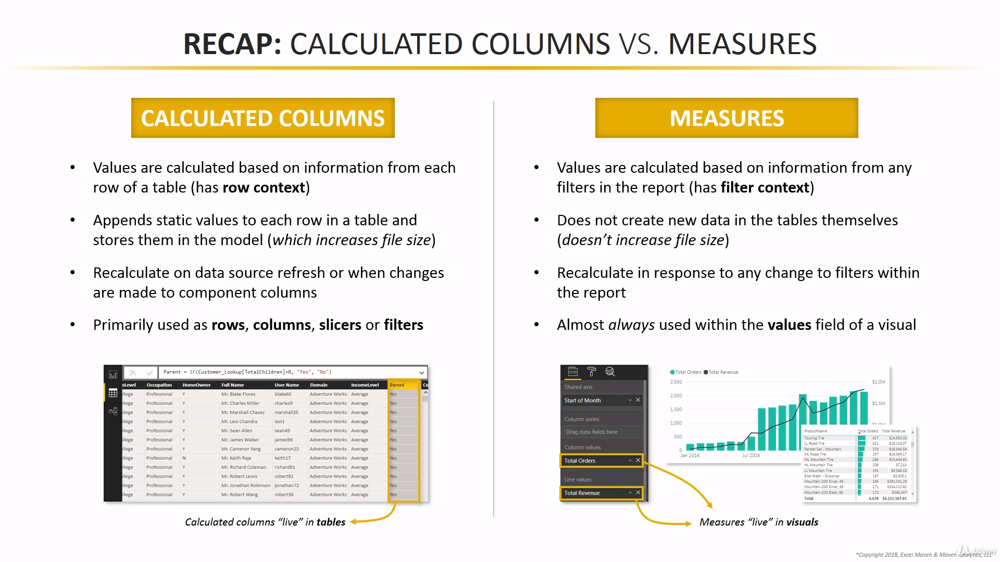 RECAP: CALCULATED COLUMNS VS. MEASURES
CALCULATED COLUMNS
• Values are calculated based on information from each
row of a table (has row context)
• Appends static values to each row in a table and
stores them in the model (which increases file size)
• Recalculate on data source refresh or when changes
are made to component columns
• Primarily used as rows, columns, slicers or filters
Parent = IF(Customer_Lookup[TotalChildren]>0, "Yes", "No")
nLevel Occupation HomeOwner Full Name User Name Domain IncomeLevel Parent Cu
llege Professional Y Mr. Blake Flores blake60 Adventure Works Average Yes
llege Professional Y Mr. Charles Miller charles9 Adventure Works Average Yes
llege Professional Y Mr. Marshall Chavez marshall35 Adventure Works Average Yes
llege Professional Y Mr. Levi Chandra levi1 Adventure Works Average Yes
llege Professional Y Mr. Sean Allen sean49 Adventure Works Average Yes
llege Professional Y Mr. James Walker james96 Adventure Works Average Yes
llege Professional Y Mr. Cameron Yang cameron23 Adventure Works Average Yes
llege Professional N Mr. Keith Raje keith17 Adventure Works Average Yes
llege Professional Y Mr. Richard Coleman richard61 Adventure Works Average Yes
llege Professional Y Mr. Robert Lewis robert81 Adventure Works Average Yes
llege Professional Y Mr. Jonathan Robinson jonathan72 Adventure Works Average Yes
llege Professional Y Mr. Robert Wang robert36 Adventure Works Average Yes
Calculated columns “live” in tables
MEASURES
• Values are calculated based on information from any
filters in the report (has filter context)
• Does not create new data in the tables themselves
(doesn’t increase file size)
• Recalculate in response to any change to filters within
the report
• Almost always used within the values field of a visual
Shared axis
Start of Month
Column series
Drag data fields here
Column values
Total Orders
Line values
Total Revenue
Total Orders Total Revenue
2,500 $2.0M
2,000
$1.5M
1,500
1,000
500
0
Jan 2016 Jul 2016
ProductName Total Orders Total Revenue
Touring Tire 427 $24,960.39
LL Road Tire 421 $18,116.07
Fender Set - Mountain 378 $16,946.58
ML Road Tire 297 $14,569.17
ML Mountain Tire 266 $15,444.85
HL Mountain Tire 206 $7,210
LL Mountain Tire 195 $9,546.18
Bike Wash - Dissolver 187 $3,005.1
Mountain-200 Silver, 46 184 $381,141.28
Mountain-200 Silver, 38 171 $354,212.82
Mountain-200 Black, 46 170 $348,347
Total 6,670 $6,215,507.95
Measures “live” in visuals
*Copyright 2018, Excel Maven & Maven Analytics, LLC
Udemy